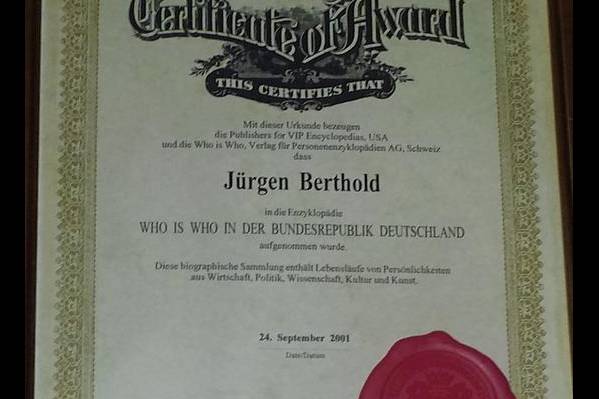 Certificate of Award
THIS CERTIFIES THAT
Mit dieser Urkunde bezeugen
die Publishers for VIP Encyclopedias, USA
und die Who is Who, Verlag für Personenenzyklopädien AG, Schweiz
dass
Jürgen Berthold
in die Enzyklopädie
WHO IS WHO IN DER BUNDESREPUBLIK DEUTSCHLAND
aufgenommen wurde.
Diese biographische Sammlung enthält Lebensläufe von Persönlichkeiten
aus Wirtschaft, Politik, Wissenschaft, Kultur und Kunst.
24. September 2001
Date/Datum